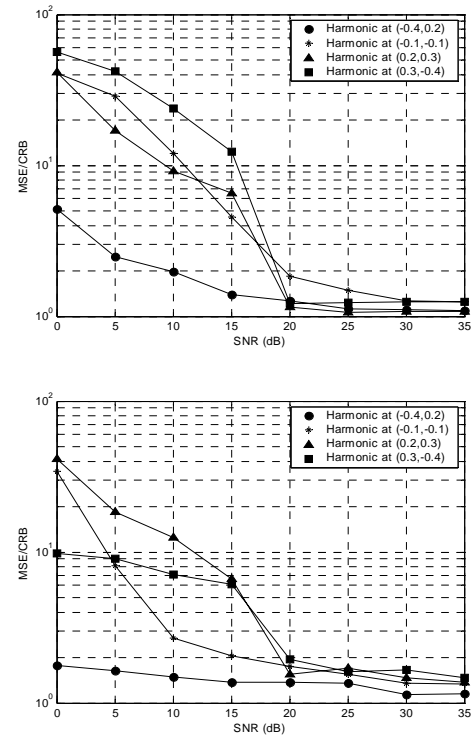 10^2
Harmonic at (-0.4,0.2)
Harmonic at (-0.1,-0.1)
Harmonic at (0.2,0.3)
Harmonic at (0.3,-0.4)
MSE/CRB
10^1
10^0
0 5 10 15 20 25 30 35
SNR (dB)
10^2
Harmonic at (-0.4,0.2)
Harmonic at (-0.1,-0.1)
Harmonic at (0.2,0.3)
Harmonic at (0.3,-0.4)
MSE/CRB
10^1
10^0
0 5 10 15 20 25 30 35
SNR (dB)